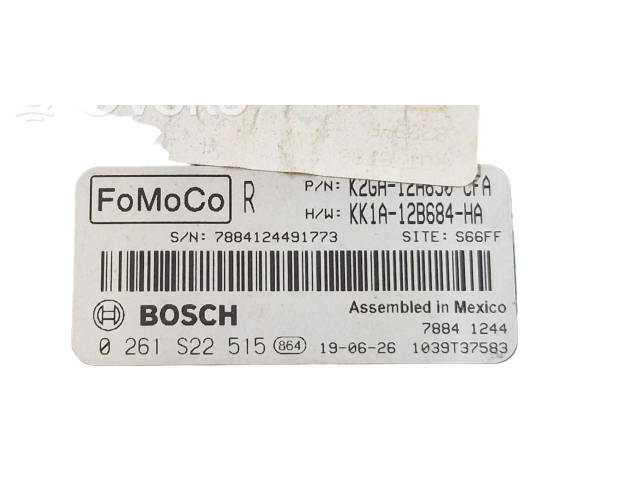 FoMoCo R
P/N: K2GA-12A650-CFA
H/W: KK1A-12B684-HA
S/N: 7884124491773 SITE: S66FF
BOSCH
Assembled in Mexico
7884 1244
0 261 S22 515 864 19-06-26 1039T37583